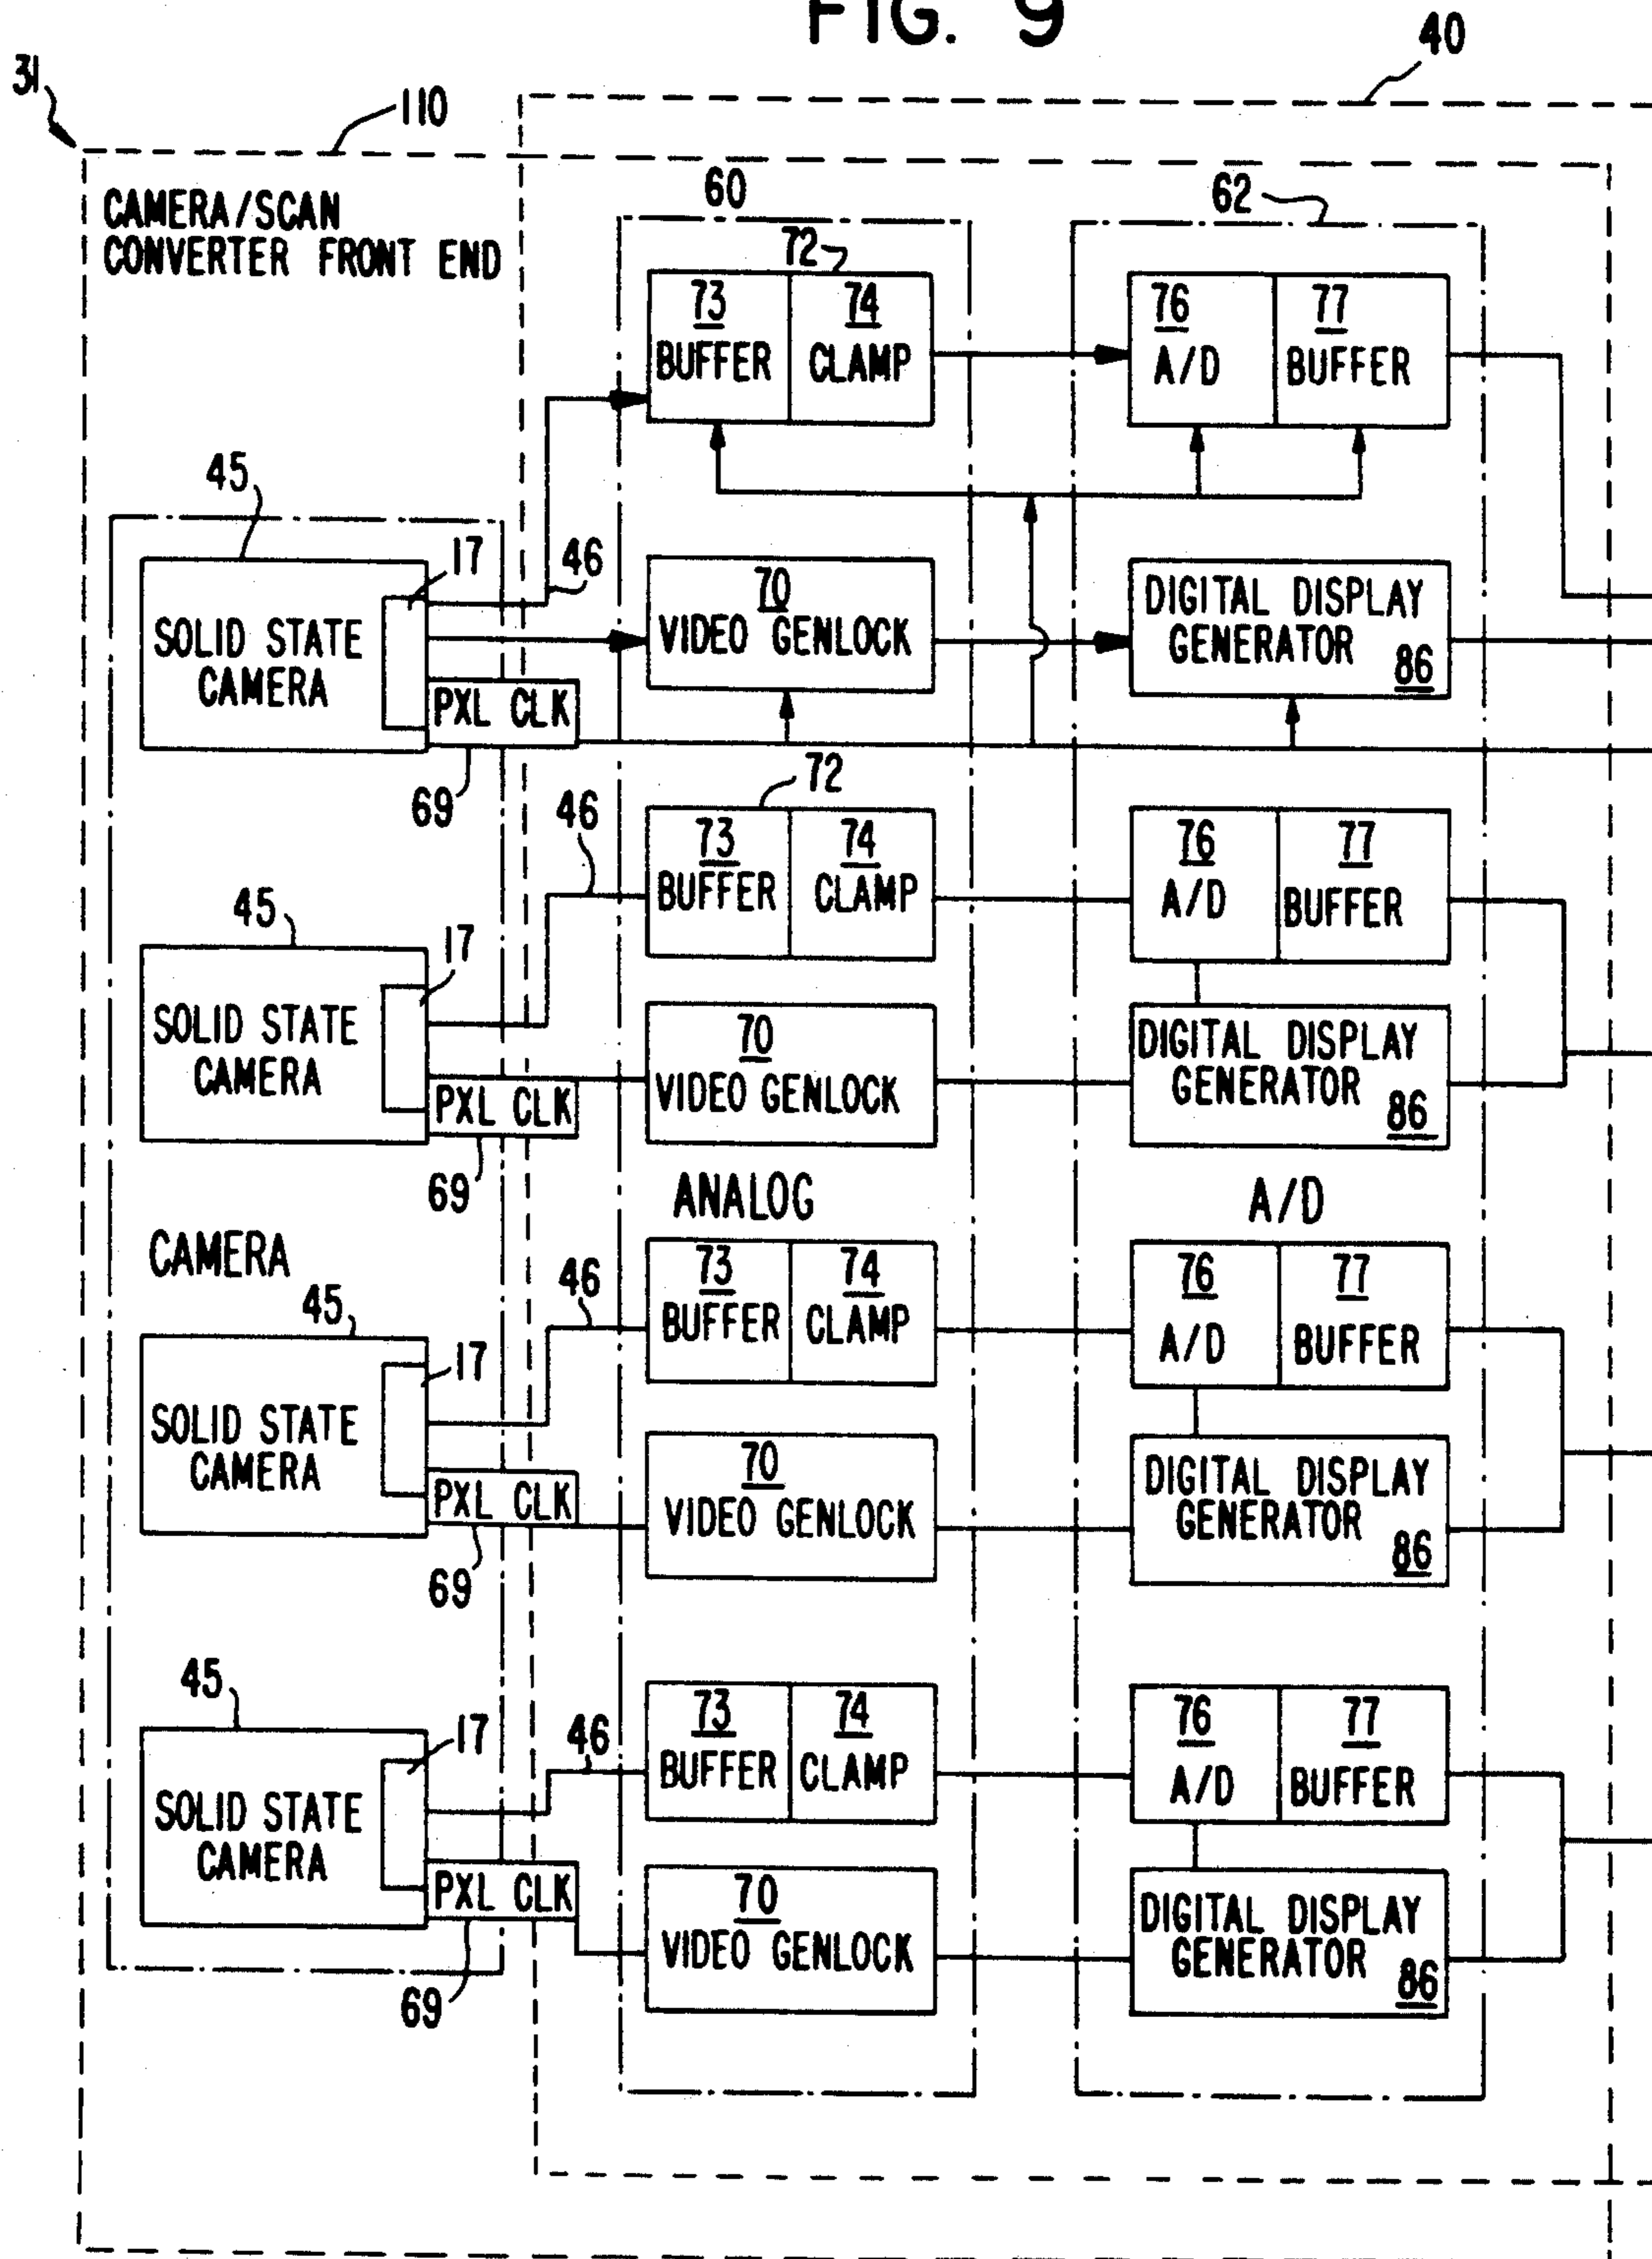 FIG. 9
40
31
110
CAMERA/SCAN
CONVERTER FRONT END
60
62
72
73
BUFFER
74
CLAMP
76
A/D
77
BUFFER
45
17
46
SOLID STATE
CAMERA
PXL CLK
69
70
VIDEO GENLOCK
DIGITAL DISPLAY
GENERATOR
86
72
46
73
BUFFER
74
CLAMP
76
A/D
77
BUFFER
45
17
SOLID STATE
CAMERA
PXL CLK
69
70
VIDEO GENLOCK
DIGITAL DISPLAY
GENERATOR
86
ANALOG
A/D
CAMERA
46
73
BUFFER
74
CLAMP
76
A/D
77
BUFFER
45
17
SOLID STATE
CAMERA
PXL CLK
69
70
VIDEO GENLOCK
DIGITAL DISPLAY
GENERATOR
86
45
17
46
73
BUFFER
74
CLAMP
76
A/D
77
BUFFER
SOLID STATE
CAMERA
PXL CLK
69
70
VIDEO GENLOCK
DIGITAL DISPLAY
GENERATOR
86